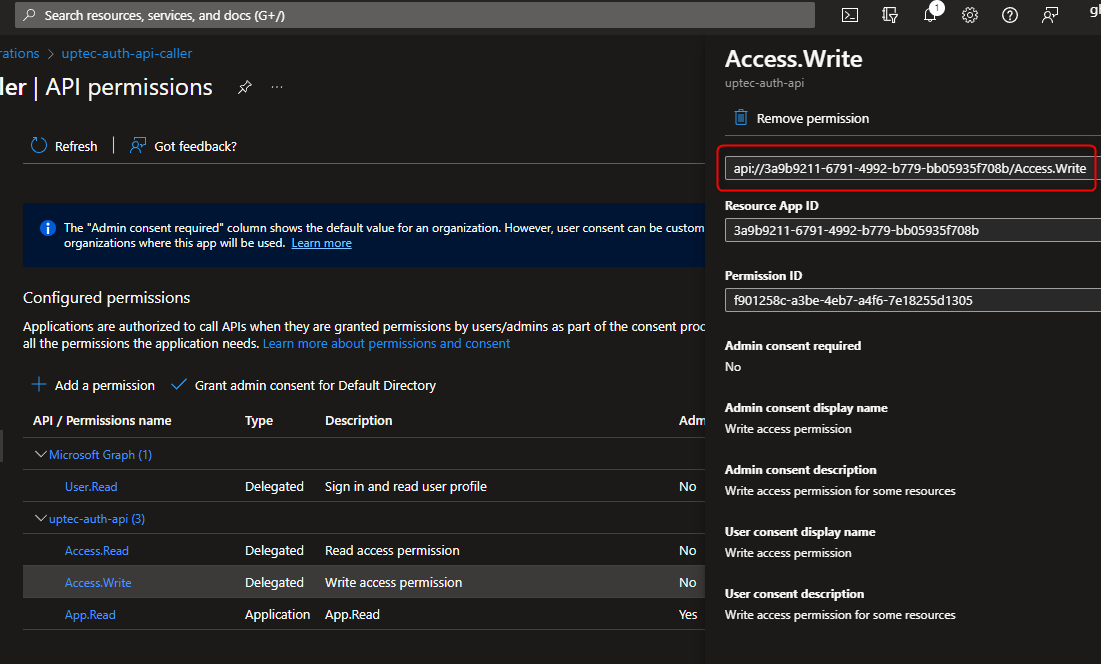 Search resources, services, and docs (G+/)
1
gl
rations > uptec-auth-api-caller
ler | API permissions
...
Refresh
Got feedback?
The "Admin consent required" column shows the default value for an organization. However, user consent can be custom
organizations where this app will be used. Learn more
Configured permissions
Applications are authorized to call APIs when they are granted permissions by users/admins as part of the consent proc
all the permissions the application needs. Learn more about permissions and consent
Add a permission
Grant admin consent for Default Directory
API / Permissions name Type Description Adm
Microsoft Graph (1)
User.Read Delegated Sign in and read user profile No
uptec-auth-api (3)
Access.Read Delegated Read access permission No
Access.Write Delegated Write access permission No
App.Read Application App.Read Yes
Access.Write
uptec-auth-api
Remove permission
api://3a9b9211-6791-4992-b779-bb05935f708b/Access.Write
Resource App ID
3a9b9211-6791-4992-b779-bb05935f708b
Permission ID
f901258c-a3be-4eb7-a4f6-7e18255d1305
Admin consent required
No
Admin consent display name
Write access permission
Admin consent description
Write access permission for some resources
User consent display name
Write access permission
User consent description
Write access permission for some resources